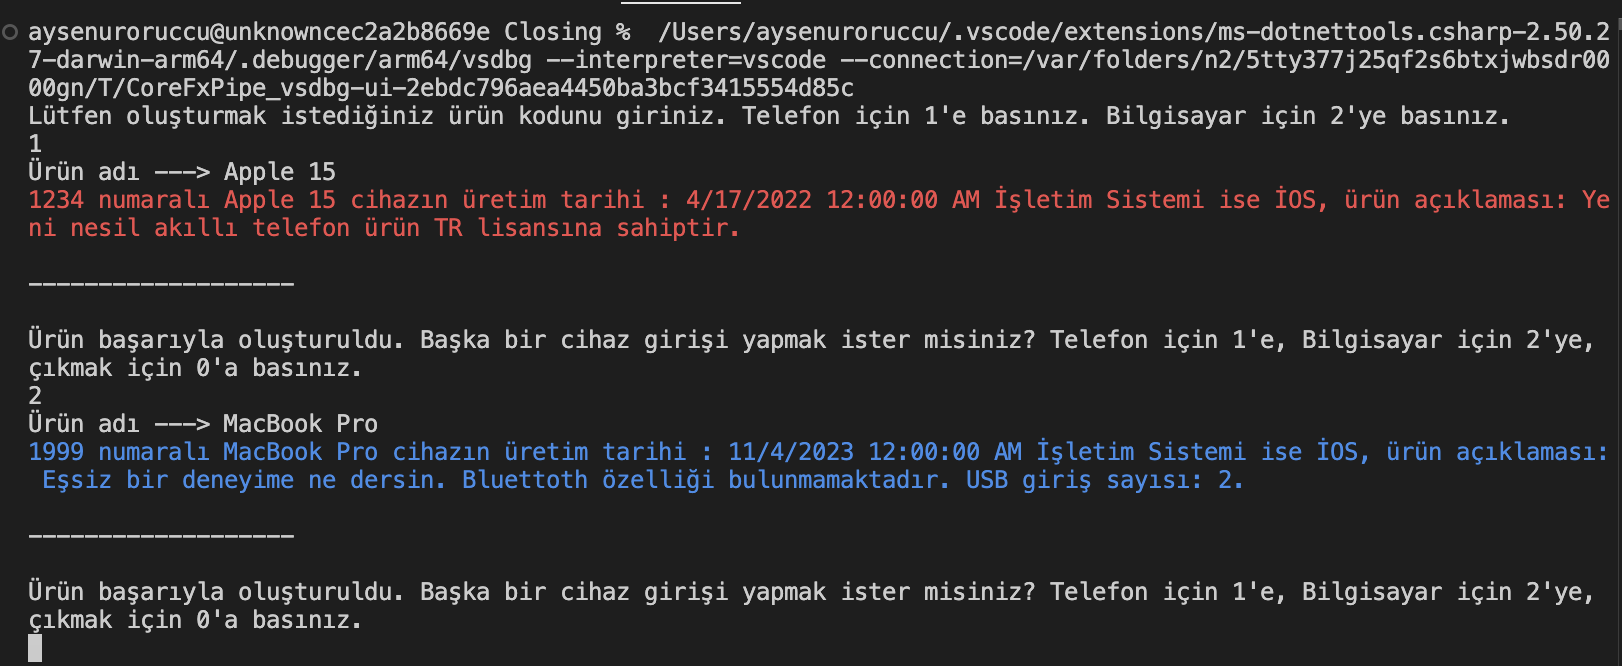 aysenuroruccu@unknowncec2a2b8669e Closing %  /Users/aysenuroruccu/.vscode/extensions/ms-dotnettools.csharp-2.50.2
7-darwin-arm64/.debugger/arm64/vsdbg --interpreter=vscode --connection=/var/folders/n2/5tty377j25qf2s6btxjwbsdr00
00gn/T/CoreFxPipe_vsdbg-ui-2ebdc796aea4450ba3bcf3415554d85c
Lütfen oluşturmak istediğiniz ürün kodunu giriniz. Telefon için 1'e basınız. Bilgisayar için 2'ye basınız.
1
Ürün adı ---> Apple 15
1234 numaralı Apple 15 cihazın üretim tarihi : 4/17/2022 12:00:00 AM İşletim Sistemi ise İOS, ürün açıklaması: Ye
ni nesil akıllı telefon ürün TR lisansına sahiptir.
-------------------
Ürün başarıyla oluşturuldu. Başka bir cihaz girişi yapmak ister misiniz? Telefon için 1'e, Bilgisayar için 2'ye,
çıkmak için 0'a basınız.
2
Ürün adı ---> MacBook Pro
1999 numaralı MacBook Pro cihazın üretim tarihi : 11/4/2023 12:00:00 AM İşletim Sistemi ise İOS, ürün açıklaması:
Eşsiz bir deneyime ne dersin. Bluettoth özelliği bulunmamaktadır. USB giriş sayısı: 2.
-------------------
Ürün başarıyla oluşturuldu. Başka bir cihaz girişi yapmak ister misiniz? Telefon için 1'e, Bilgisayar için 2'ye,
çıkmak için 0'a basınız.